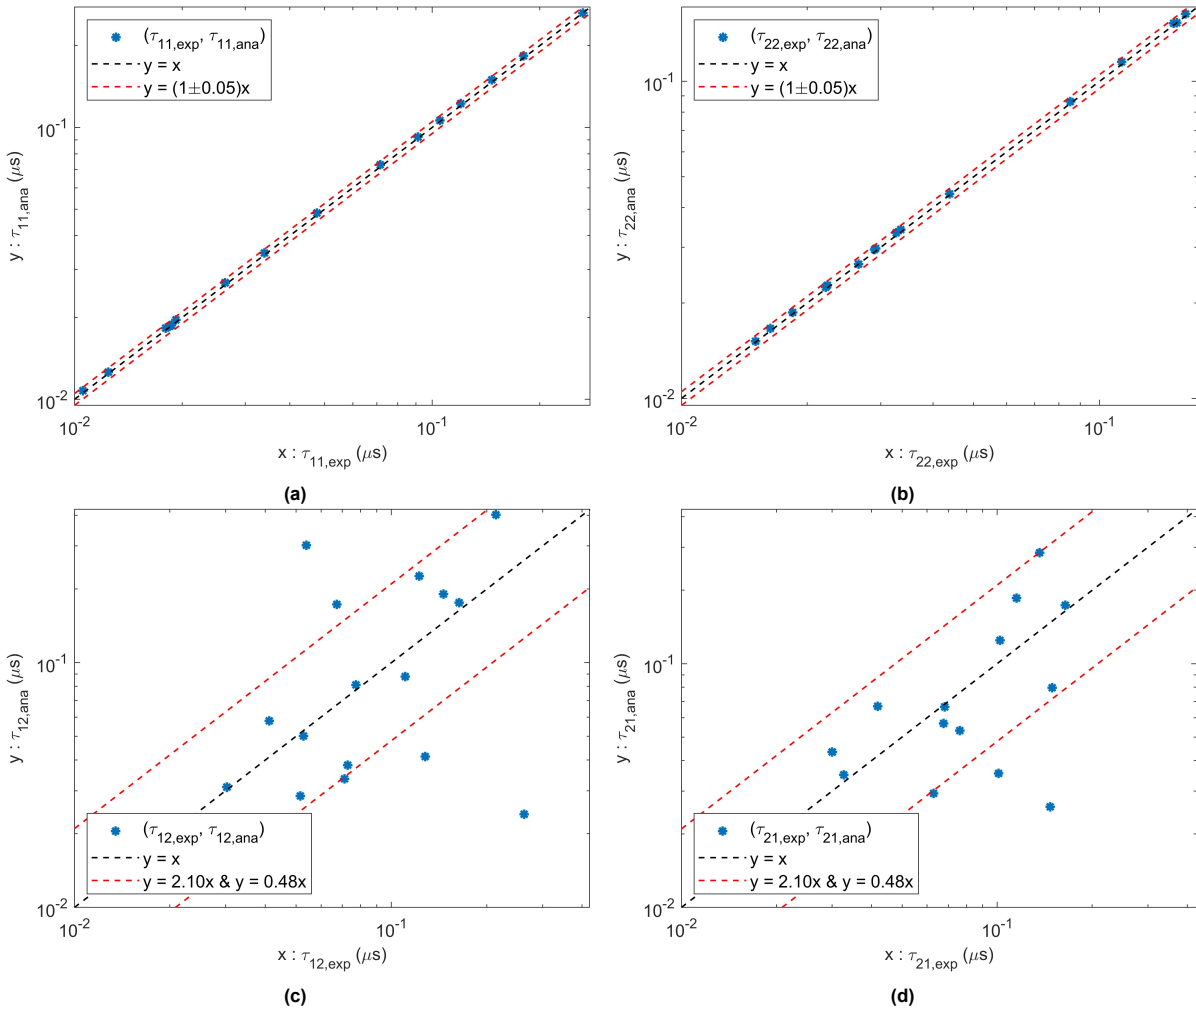 (τ11,exp, τ11,ana)
y = x
y = (1±0.05)x
10^-1
10^-2
y : τ11,ana (μs)
10^-2
10^-1
x : τ11,exp (μs)
(a)
(τ22,exp, τ22,ana)
y = x
y = (1±0.05)x
10^-1
10^-2
y : τ22,ana (μs)
10^-2
10^-1
x : τ22,exp (μs)
(b)
10^-1
10^-2
y : τ12,ana (μs)
(τ12,exp, τ12,ana)
y = x
y = 2.10x & y = 0.48x
10^-2
10^-1
x : τ12,exp (μs)
(c)
10^-1
10^-2
y : τ21,ana (μs)
(τ21,exp, τ21,ana)
y = x
y = 2.10x & y = 0.48x
10^-2
10^-1
x : τ21,exp (μs)
(d)